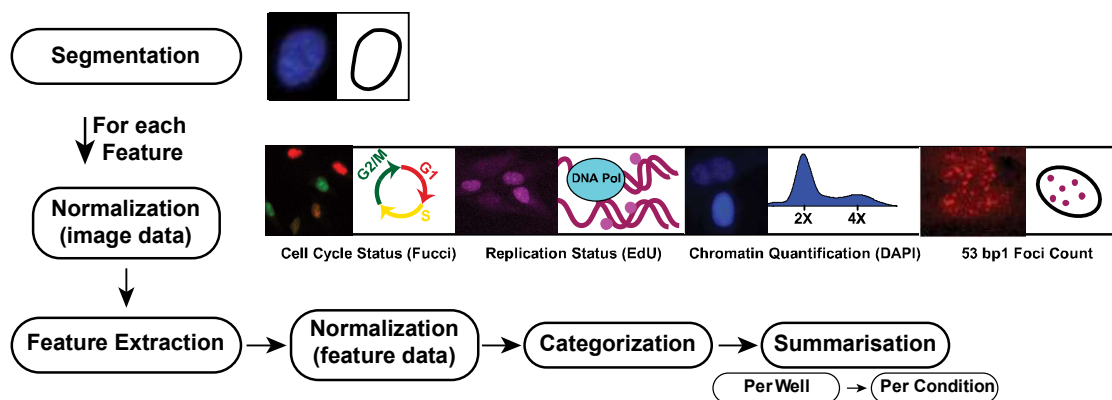 Segmentation
For each
Feature
Normalization
(image data)
G2/M
G1
S
DNA Pol
2X
4X
Cell Cycle Status (Fucci)
Replication Status (EdU)
Chromatin Quantification (DAPI)
53 bp1 Foci Count
Feature Extraction
Normalization
(feature data)
Categorization
Summarisation
Per Well
Per Condition